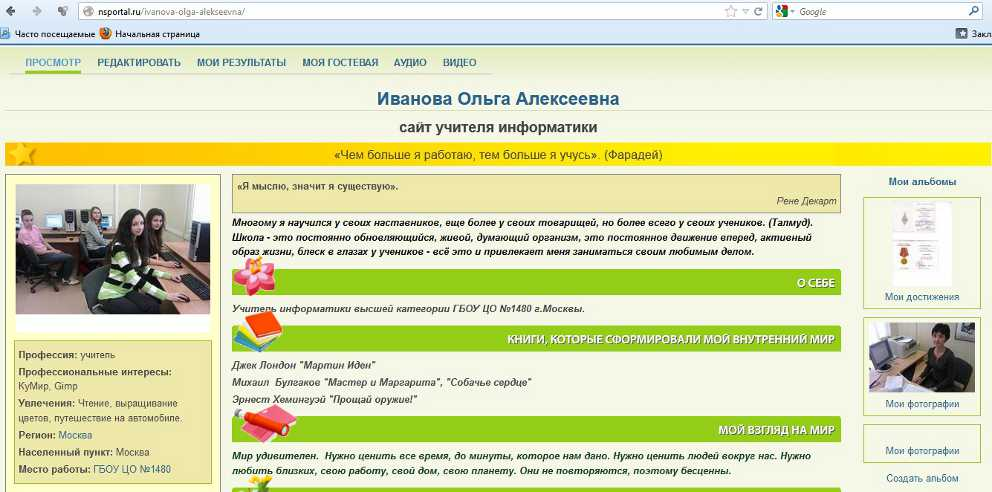 nsportal.ru/ivanova-olga-alekseevna/
Google
Часто посещаемые
Начальная страница
Закл
ПРОСМОТР РЕДАКТИРОВАТЬ МОИ РЕЗУЛЬТАТЫ МОЯ ГОСТЕВАЯ АУДИО ВИДЕО
Иванова Ольга Алексеевна
сайт учителя информатики
«Чем больше я работаю, тем больше я учусь». (Фарадей)
Профессия: учитель
Профессиональные интересы:
КуМир, Gimp
Увлечения: Чтение, выращивание
цветов, путешествие на автомобиле.
Регион: Москва
Населенный пункт: Москва
Место работы: ГБОУ ЦО №1480
«Я мыслю, значит я существую».
Рене Декарт
Многому я научился у своих наставников, еще более у своих товарищей, но более всего у своих учеников. (Талмуд).
Школа - это постоянно обновляющийся, живой, думающий организм, это постоянное движение вперед, активный
образ жизни, блеск в глазах у учеников - всё это и привлекает меня заниматься своим любимым делом.
О СЕБЕ
Учитель информатики высшей категории ГБОУ ЦО №1480 г.Москвы.
КНИГИ, КОТОРЫЕ СФОРМИРОВАЛИ МОЙ ВНУТРЕННИЙ МИР
Джек Лондон "Мартин Иден"
Михаил Булгаков "Мастер и Маргарита", "Собачье сердце"
Эрнест Хемингуэй "Прощай оружие!"
МОЙ ВЗГЛЯД НА МИР
Мир удивителен. Нужно ценить все время, до минуты, которое нам дано. Нужно ценить людей вокруг нас. Нужно
любить близких, свою работу, свой дом, свою планету. Они не повторяются, поэтому бесценны.
Мои альбомы
Мои достижения
Мои фотографии
Мои фотографии
Создать альбом